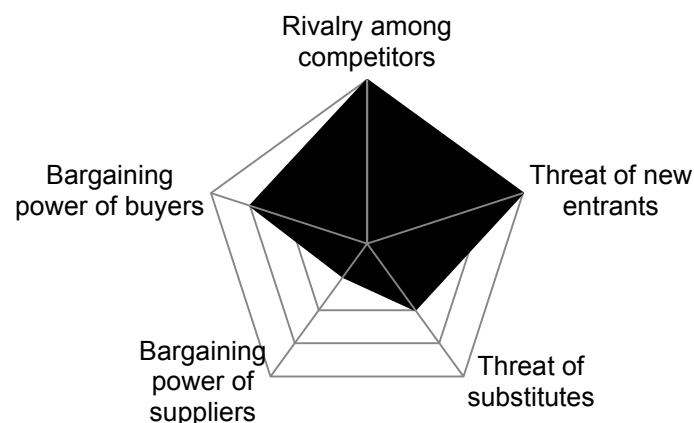 Rivalry among
competitors
Threat of new
entrants
Bargaining
power of buyers
Bargaining
power of
suppliers
Threat of
substitutes